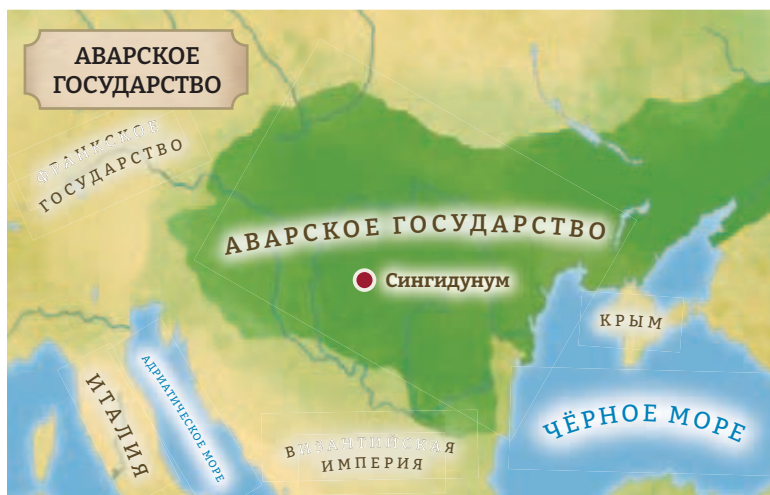 АВАРСКОЕ
ГОСУДАРСТВО
ФРАНКСКОЕ
ГОСУДАРСТВО
АВАРСКОЕ ГОСУДАРСТВО
Сингидунум
КРЫМ
ИТАЛИЯ
АДРИАТИЧЕСКОЕ МОРЕ
ЧЁРНОЕ МОРЕ
ВИЗАНТИЙСКАЯ
ИМПЕРИЯ